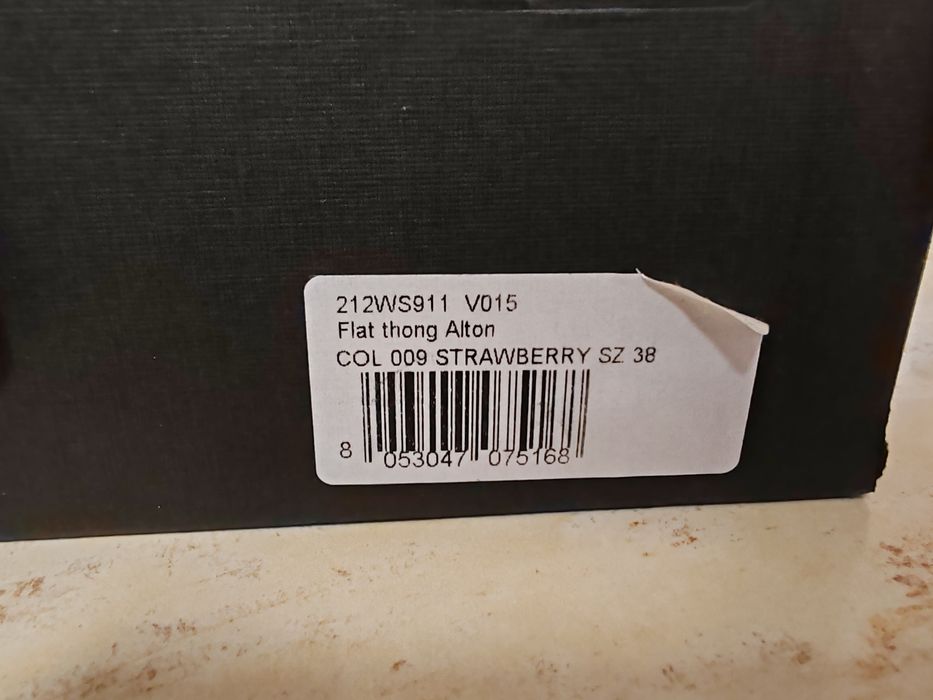 212WS911 V015
Flat thong Alton
COL 009 STRAWBERRY SZ 38
8 053047 075168